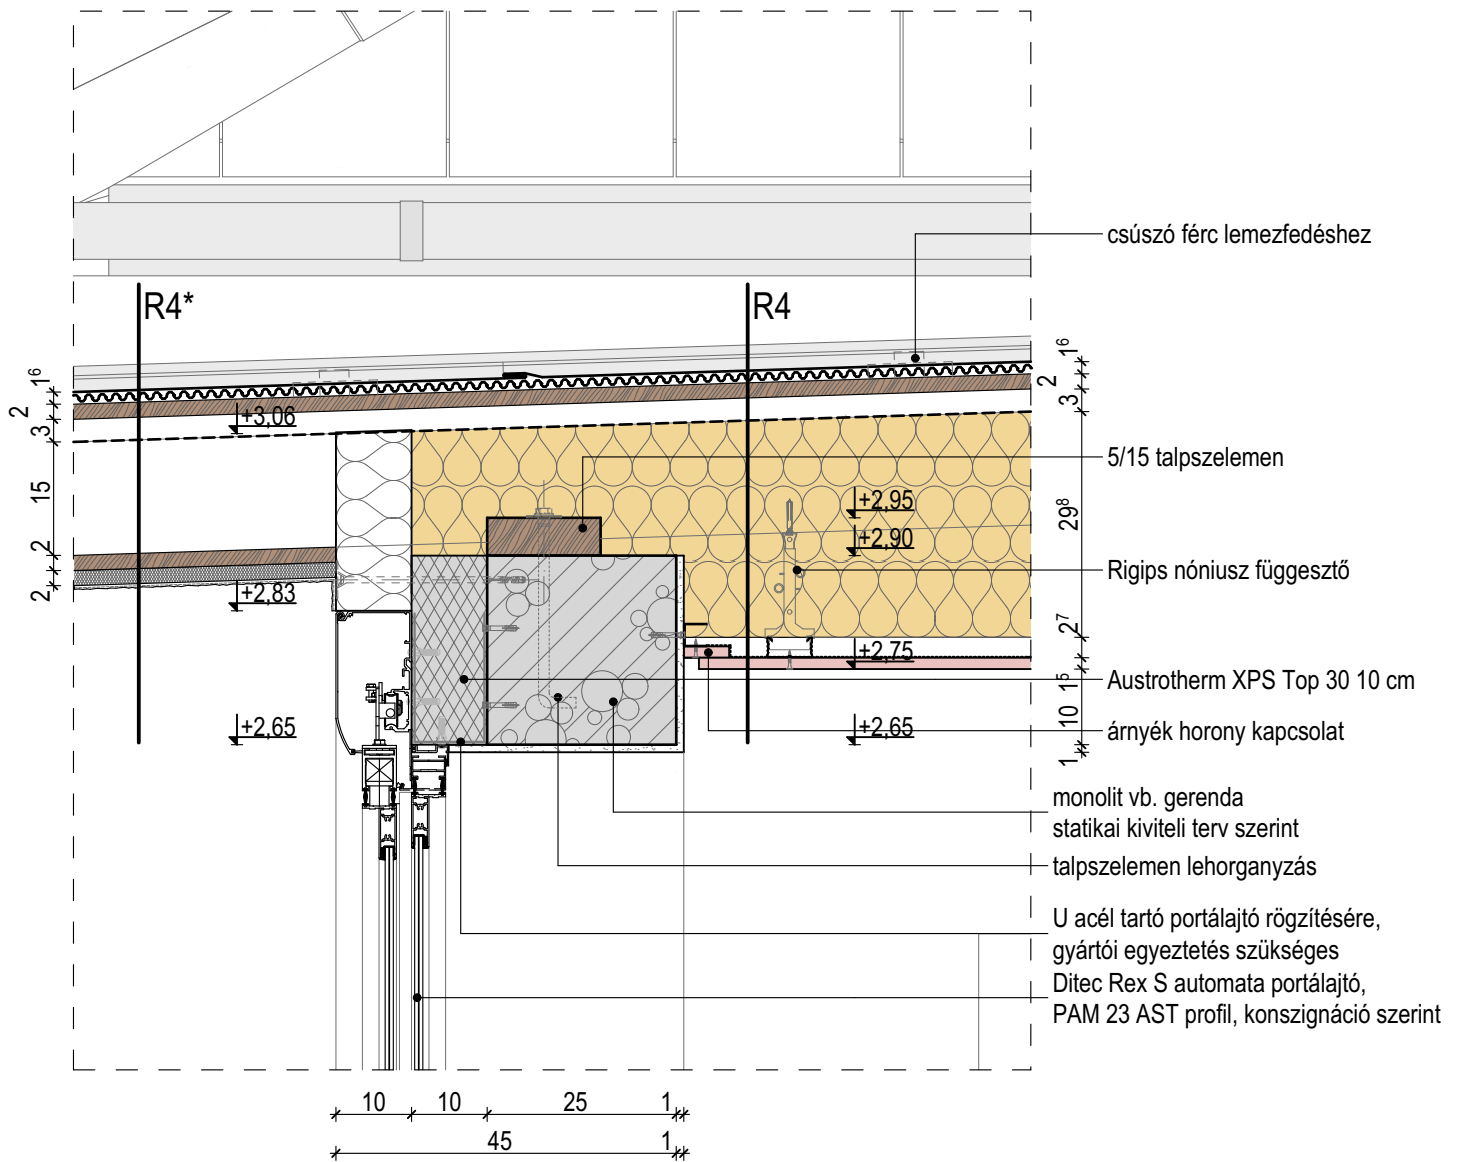 csúszó férc lemezfedéshez
R4*
R4
1⁶
2
3
15
2
2
+3,06
+2,83
+2,65
1⁶
2
3
29⁸
2⁷
1⁵
10
1
5/15 talpszelemen
+2,95
+2,90
Rigips nóniusz függesztő
+2,75
Austrotherm XPS Top 30 10 cm
+2,65
árnyék horony kapcsolat
monolit vb. gerenda
statikai kiviteli terv szerint
talpszelemen lehorganyzás
U acél tartó portálajtó rögzítésére,
gyártói egyeztetés szükséges
Ditec Rex S automata portálajtó,
PAM 23 AST profil, konszignáció szerint
10 10 25 1
45 1